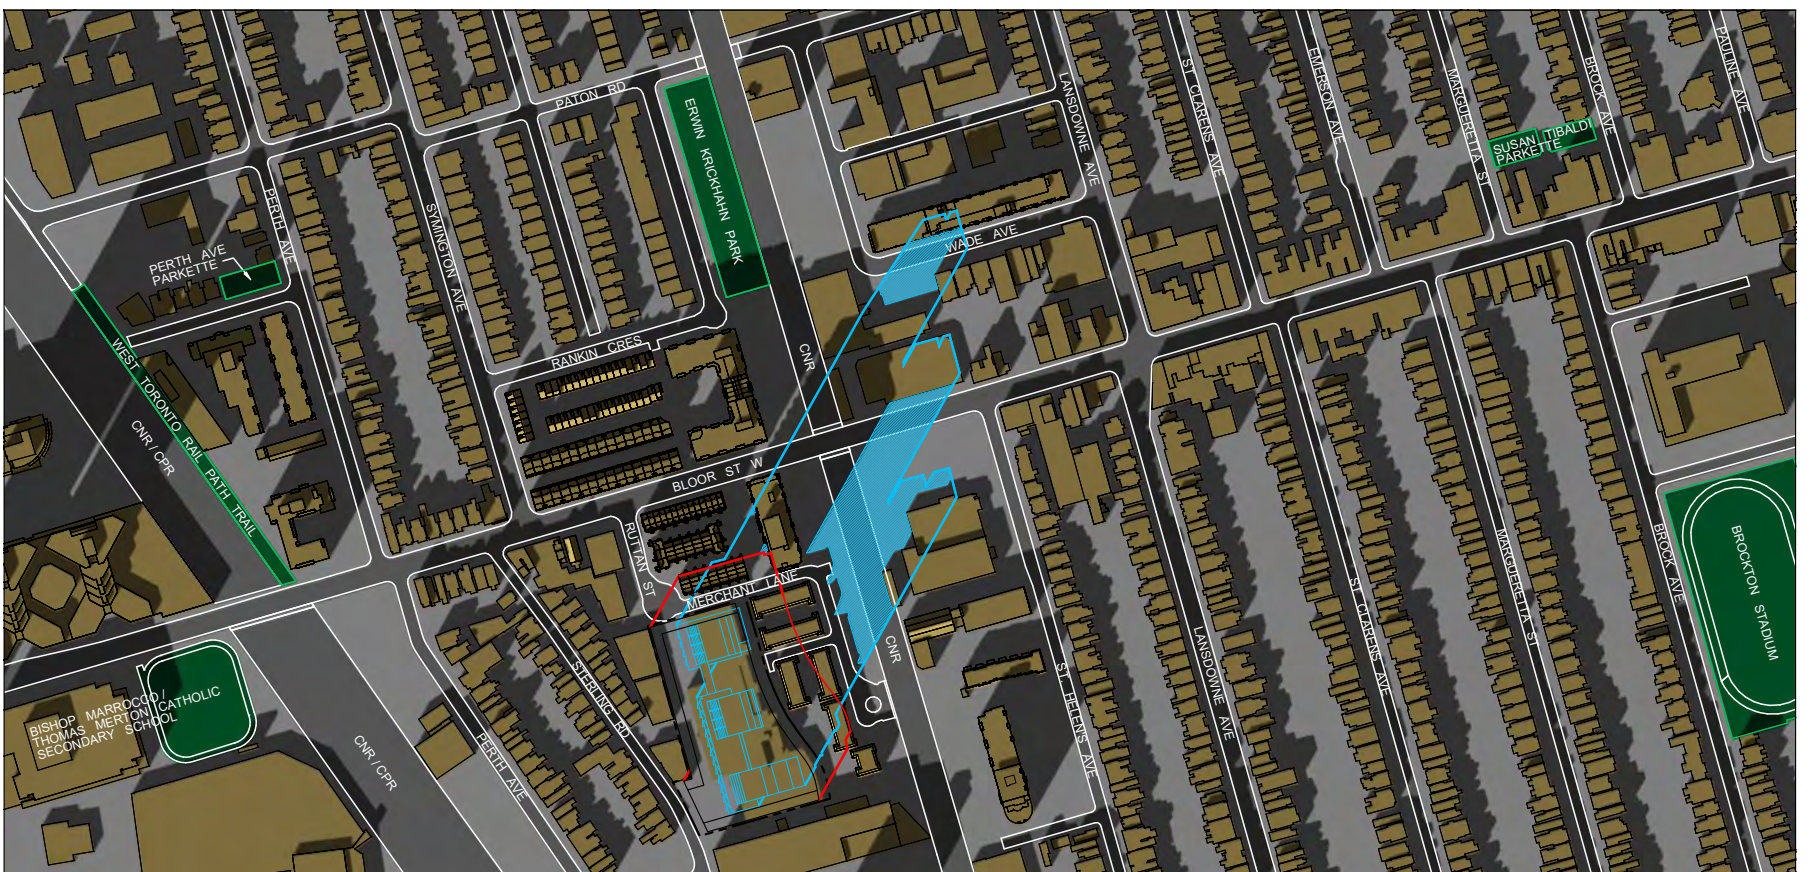 PATON RD
ERWIN KRICKHAHN PARK
LANSDOWNE AVE
ST CLARENS AVE
EMERSON AVE
MARGUERETTA ST
BROCK AVE
PAULINE AVE
SUSAN TIBALDI
PARKETTE
PERTH AVE
SYMINGTON AVE
PERTH AVE
PARKETTE
WADE AVE
RANKIN CRES
CNR
WEST TORONTO RAIL PATH TRAIL
CNR / CPR
BLOOR ST W
RUTTAN ST
MERCHANT LANE
CNR
STERLING RD
PERTH AVE
CNR / CPR
BISHOP MARROCCO /
THOMAS MERTON CATHOLIC
SECONDARY SCHOOL
ST. HELEN'S AVE
LANSDOWNE AVE
ST CLARENS AVE
MARGUERETTA ST
BROCK AVE
BROCKTON STADIUM